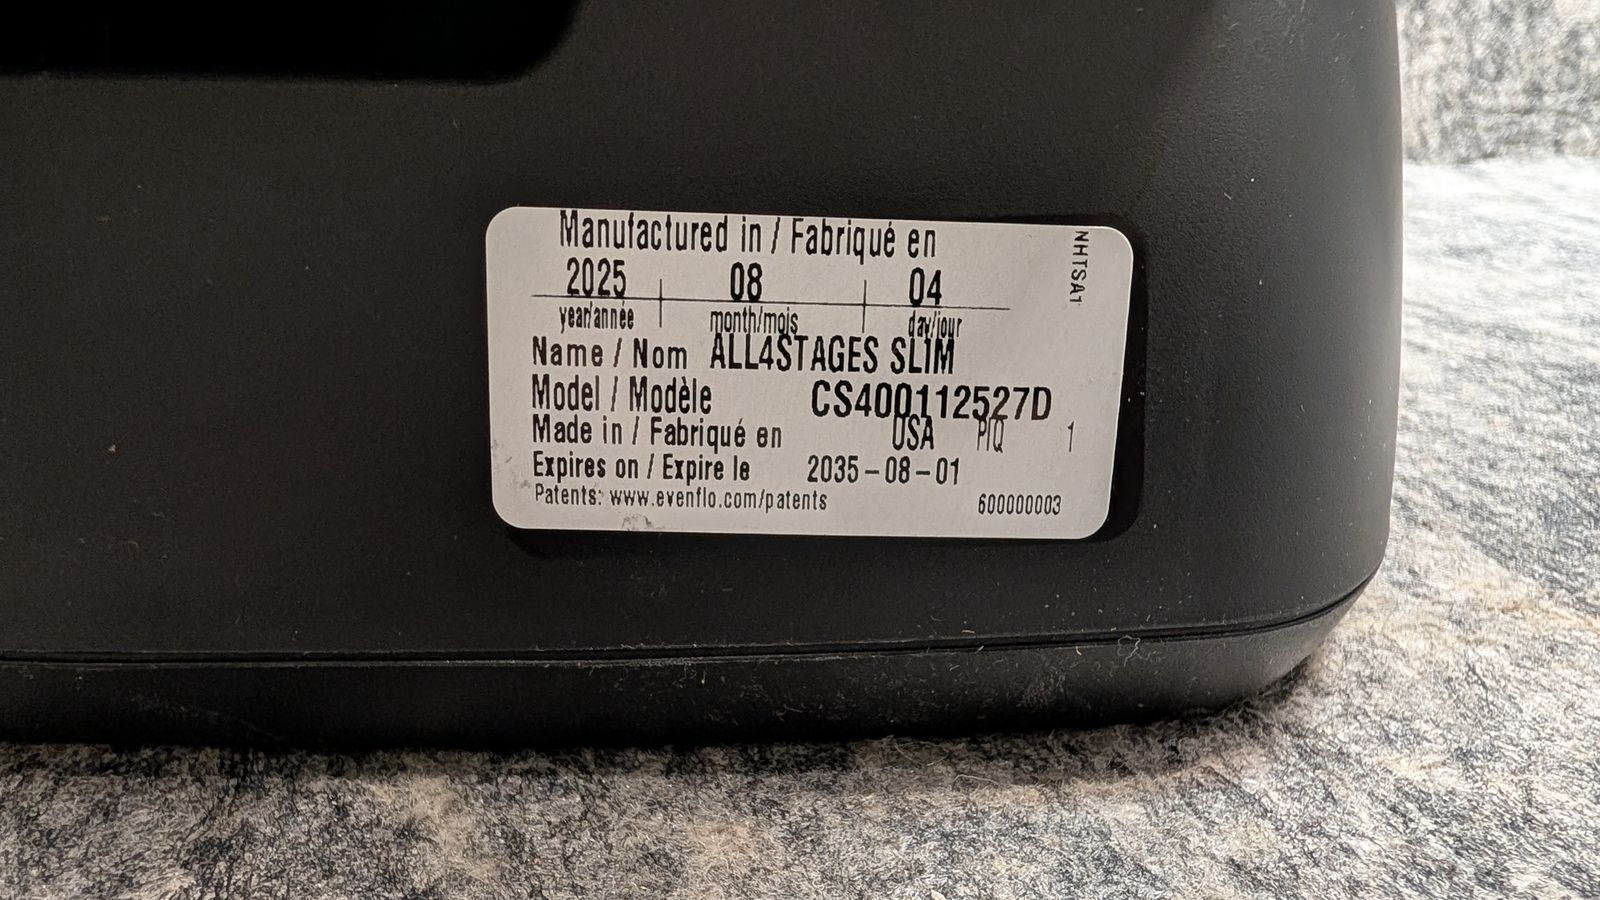 Manufactured in / Fabriqué en
2025 08 04
year/année month/mois day/jour
Name / Nom ALL4STAGES SLIM
Model / Modèle CS400112527D
Made in / Fabriqué en USA PIQ 1
Expires on / Expire le 2035-08-01
Patents: www.evenflo.com/patents 600000003
NHTSA1